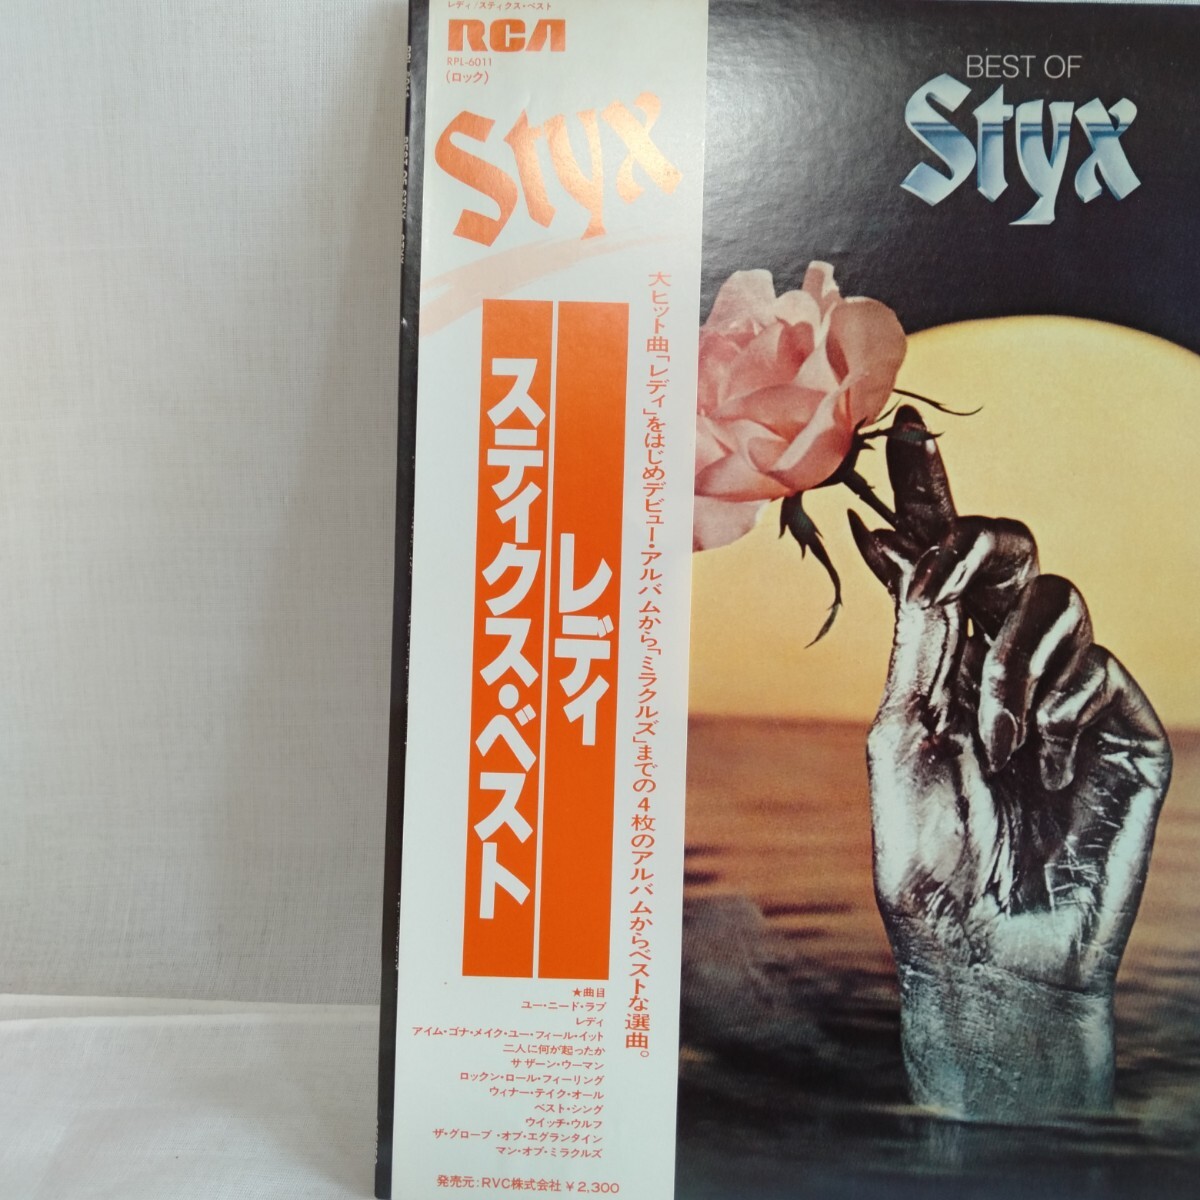 レディ/スティクス・ベスト
RCA
RPL-6011
(ロック)
Styx
大ヒット曲「レディ」をはじめデビュー・アルバムから「ミラクルズ」までの4枚のアルバムからベストな選曲。
レディ
スティクス・ベスト
★曲目
ユー・ニード・ラブ
レディ
アイム・ゴナ・メイク・ユー・フィール・イット
二人に何が起ったか
サザーン・ウーマン
ロックン・ロール・フィーリング
ウィナー・テイク・オール
ベスト・シング
ウイッチ・ウルフ
ザ・グローブ・オブ・エグランタイン
マン・オブ・ミラクルズ
発売元:RVC株式会社 ¥2,300
BEST OF
Styx
RPL-6011 BEST OF STYX STYX